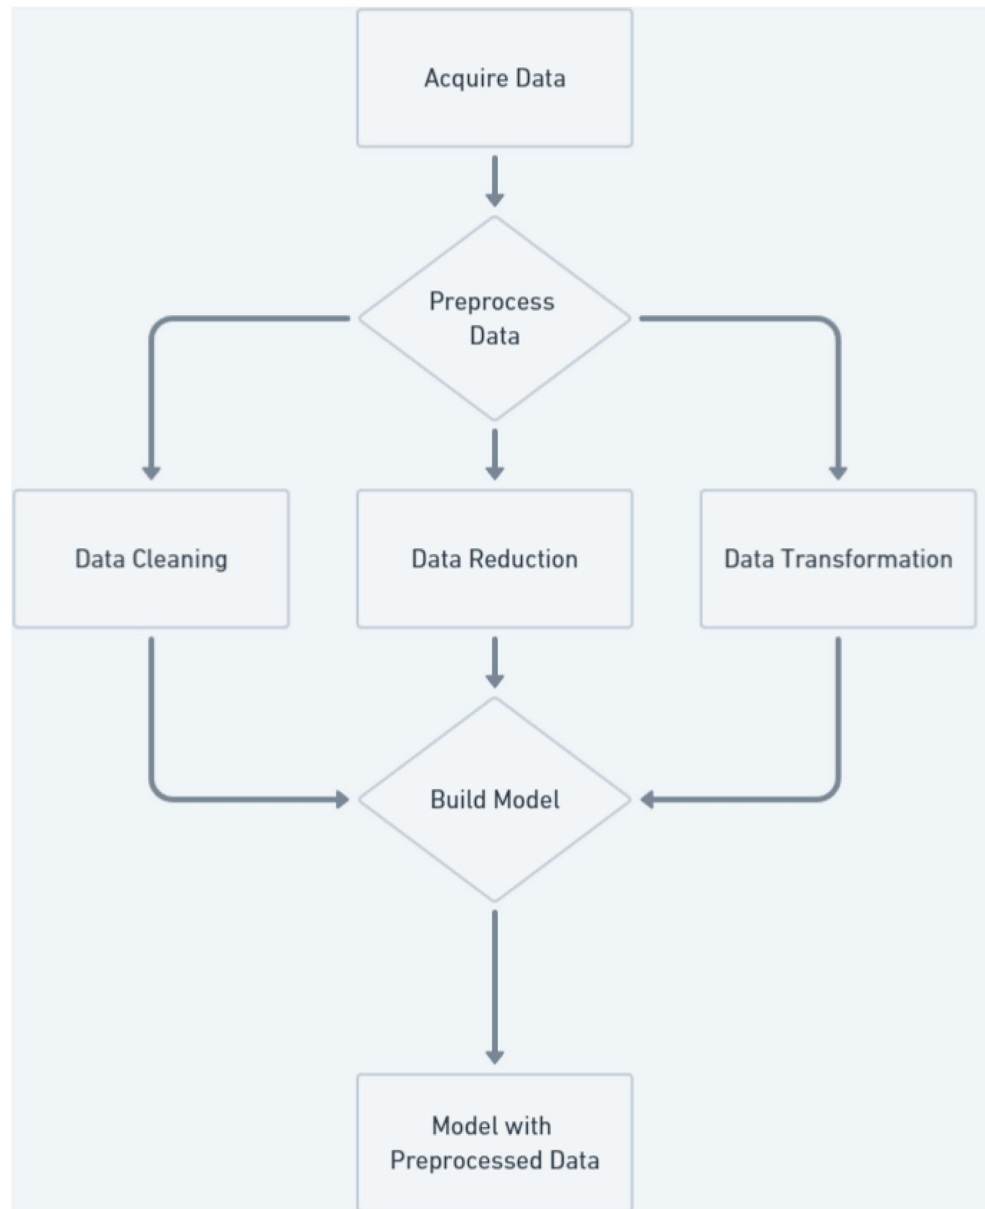 Acquire Data
Preprocess
Data
Data Cleaning
Data Reduction
Data Transformation
Build Model
Model with
Preprocessed Data